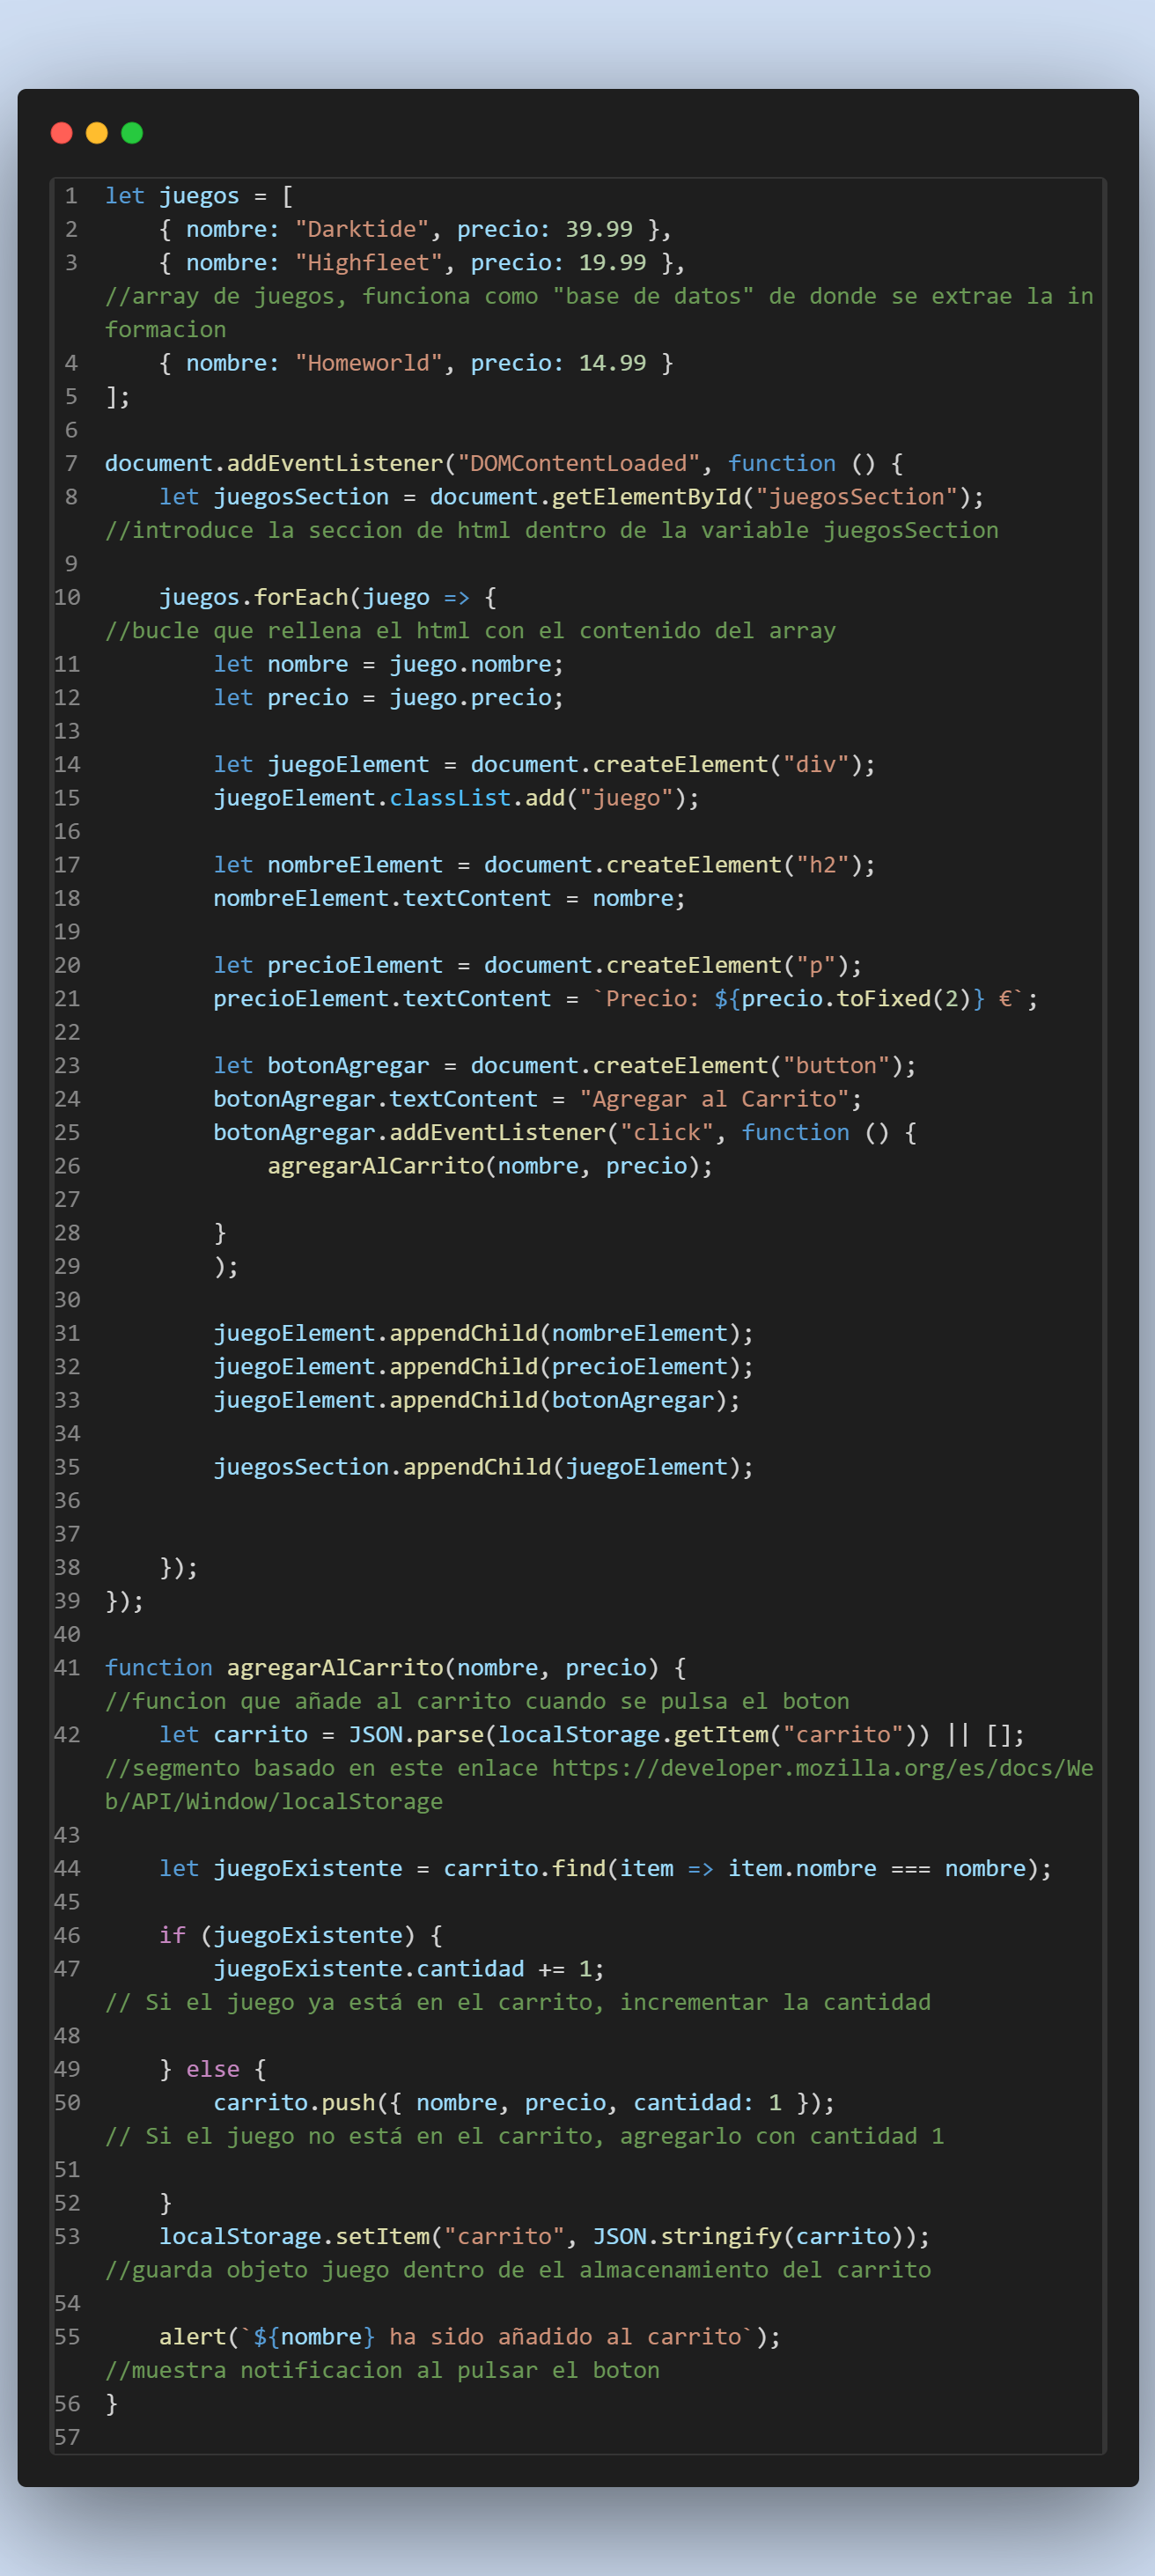 1 let juegos = [
2     { nombre: "Darktide", precio: 39.99 },
3     { nombre: "Highfleet", precio: 19.99 },
//array de juegos, funciona como "base de datos" de donde se extrae la in
formacion
4     { nombre: "Homeworld", precio: 14.99 }
5 ];
6
7 document.addEventListener("DOMContentLoaded", function () {
8     let juegosSection = document.getElementById("juegosSection");
//introduce la seccion de html dentro de la variable juegosSection
9
10     juegos.forEach(juego => {
//bucle que rellena el html con el contenido del array
11         let nombre = juego.nombre;
12         let precio = juego.precio;
13
14         let juegoElement = document.createElement("div");
15         juegoElement.classList.add("juego");
16
17         let nombreElement = document.createElement("h2");
18         nombreElement.textContent = nombre;
19
20         let precioElement = document.createElement("p");
21         precioElement.textContent = `Precio: ${precio.toFixed(2)} €`;
22
23         let botonAgregar = document.createElement("button");
24         botonAgregar.textContent = "Agregar al Carrito";
25         botonAgregar.addEventListener("click", function () {
26             agregarAlCarrito(nombre, precio);
27
28         }
29         );
30
31         juegoElement.appendChild(nombreElement);
32         juegoElement.appendChild(precioElement);
33         juegoElement.appendChild(botonAgregar);
34
35         juegosSection.appendChild(juegoElement);
36
37
38     });
39 });
40
41 function agregarAlCarrito(nombre, precio) {
//funcion que añade al carrito cuando se pulsa el boton
42     let carrito = JSON.parse(localStorage.getItem("carrito")) || [];
//segmento basado en este enlace https://developer.mozilla.org/es/docs/We
b/API/Window/localStorage
43
44     let juegoExistente = carrito.find(item => item.nombre === nombre);
45
46     if (juegoExistente) {
47         juegoExistente.cantidad += 1;
// Si el juego ya está en el carrito, incrementar la cantidad
48
49     } else {
50         carrito.push({ nombre, precio, cantidad: 1 });
// Si el juego no está en el carrito, agregarlo con cantidad 1
51
52     }
53     localStorage.setItem("carrito", JSON.stringify(carrito));
//guarda objeto juego dentro de el almacenamiento del carrito
54
55     alert(`${nombre} ha sido añadido al carrito`);
//muestra notificacion al pulsar el boton
56 }
57